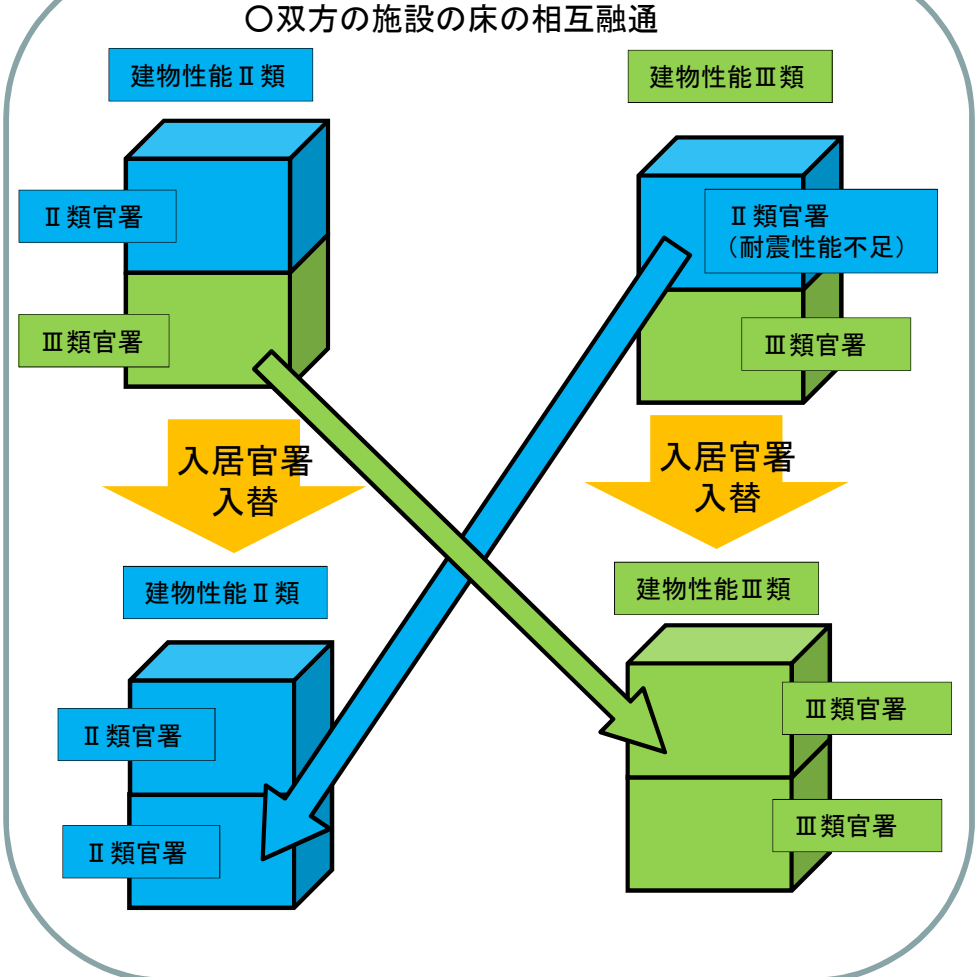 〇双方の施設の床の相互融通
建物性能Ⅱ類
建物性能Ⅲ類
Ⅱ類官署
Ⅱ類官署
（耐震性能不足）
Ⅲ類官署
Ⅲ類官署
入居官署
入替
入居官署
入替
建物性能Ⅱ類
建物性能Ⅲ類
Ⅱ類官署
Ⅲ類官署
Ⅱ類官署
Ⅲ類官署